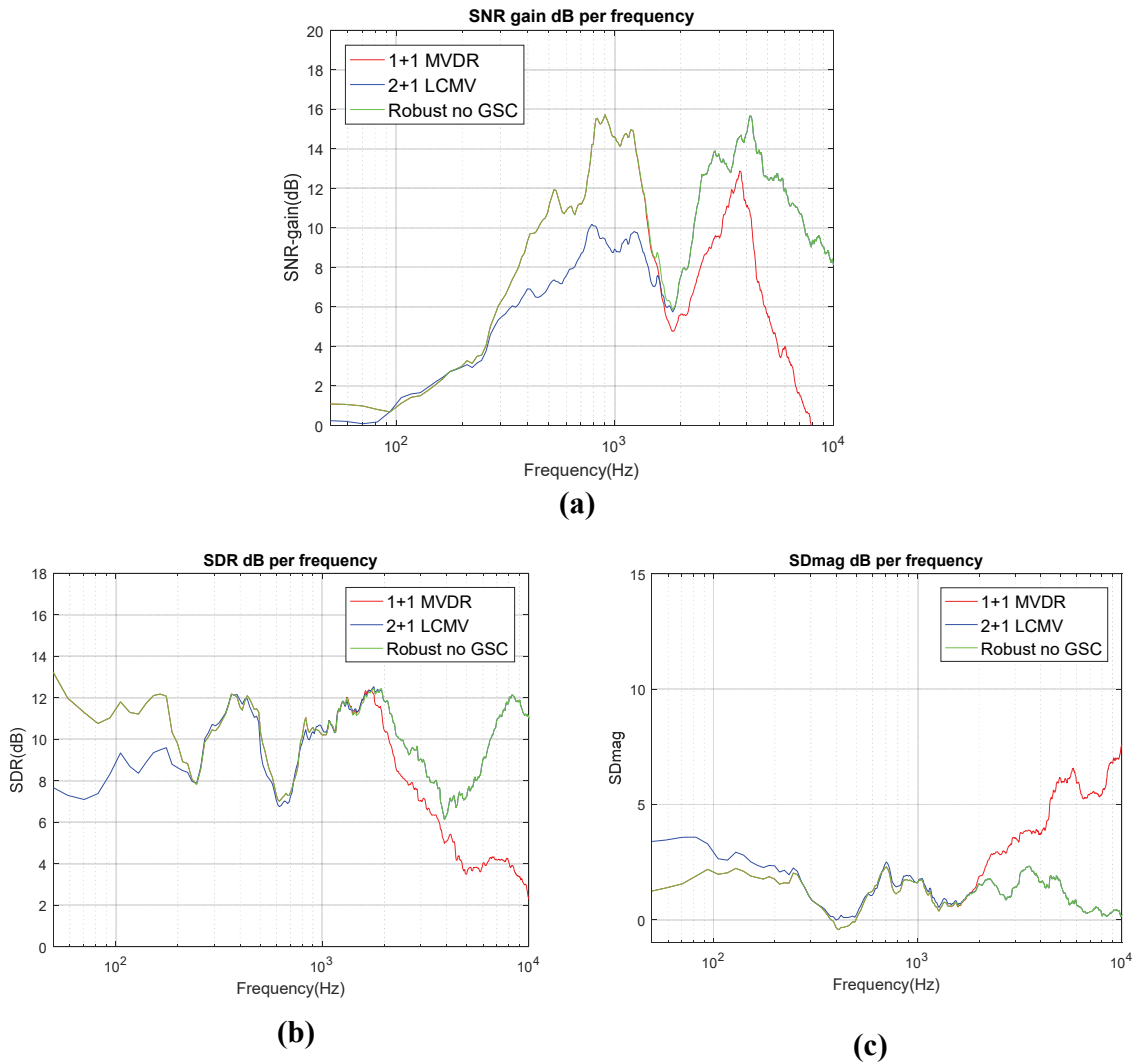 SNR gain dB per frequency
20
18
16
14
12
10
8
6
4
2
0
SNR-gain(dB)
1+1 MVDR
2+1 LCMV
Robust no GSC
10^2
10^3
10^4
Frequency(Hz)
(a)
SDR dB per frequency
18
16
14
12
10
8
6
4
2
0
SDR(dB)
1+1 MVDR
2+1 LCMV
Robust no GSC
10^2
10^3
10^4
Frequency(Hz)
(b)
SDmag dB per frequency
15
10
5
0
SDmag
1+1 MVDR
2+1 LCMV
Robust no GSC
10^2
10^3
10^4
Frequency(Hz)
(c)